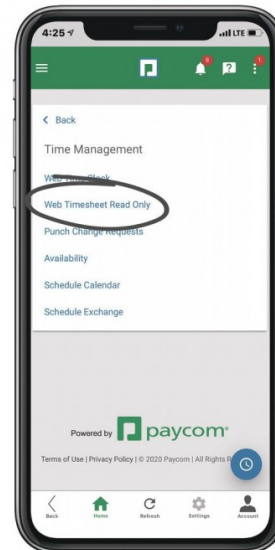 4:25
LTE
8
?
< Back
Time Management
Web Time Clock
Web Timesheet Read Only
Punch Change Requests
Availability
Schedule Calendar
Schedule Exchange
Powered by paycom®
Terms of Use | Privacy Policy | © 2020 Paycom | All Rights
Back Home Refresh Settings Account